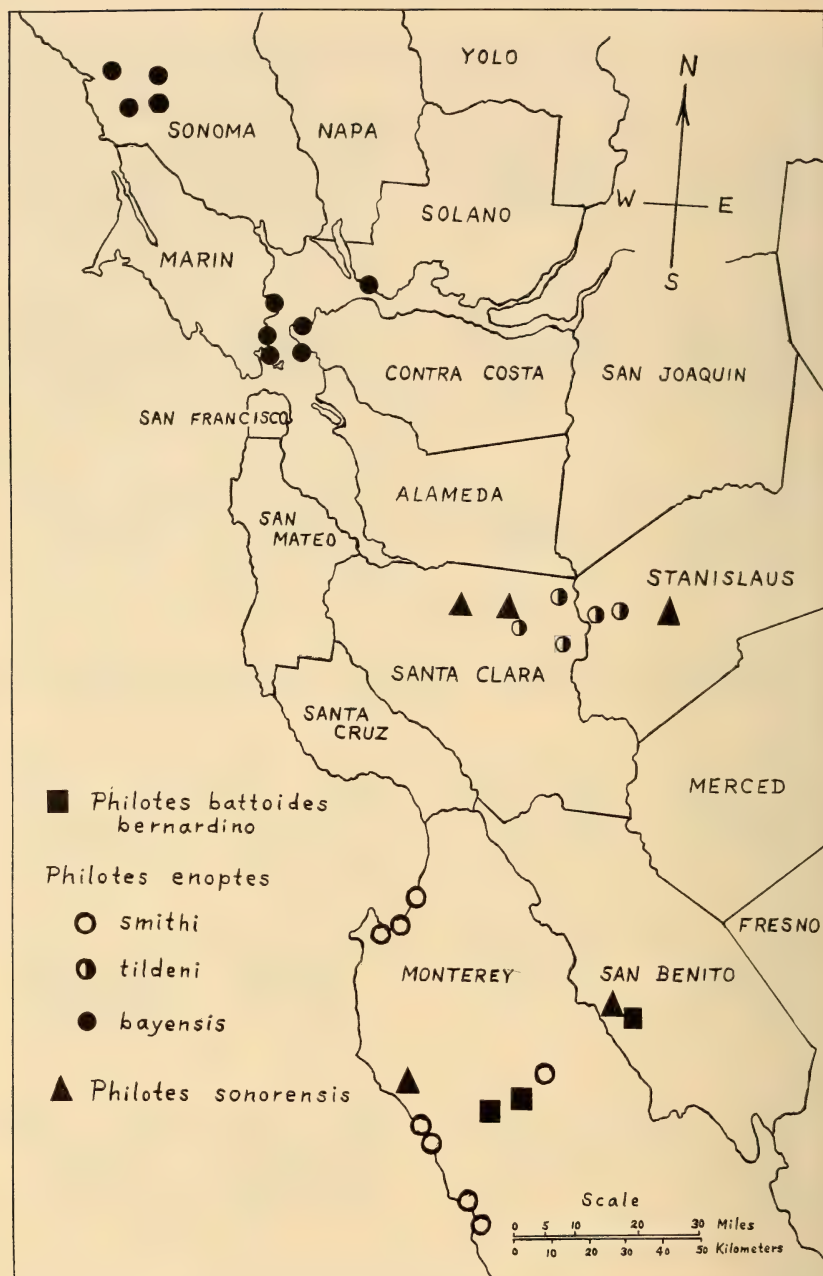 YOLO
N
SONOMA
NAPA
SOLANO
W
E
S
MARIN
CONTRA COSTA
SAN JOAQUIN
SAN FRANCISCO
ALAMEDA
SAN
MATEO
STANISLAUS
SANTA CLARA
SANTA
CRUZ
MERCED
Philotes battoides
bernardino
Philotes enoptes
smithi
tildeni
bayensis
Philotes sonorensis
FRESNO
MONTEREY
SAN BENITO
Scale
0 5 10 20 30 Miles
0 10 20 30 40 50 Kilometers